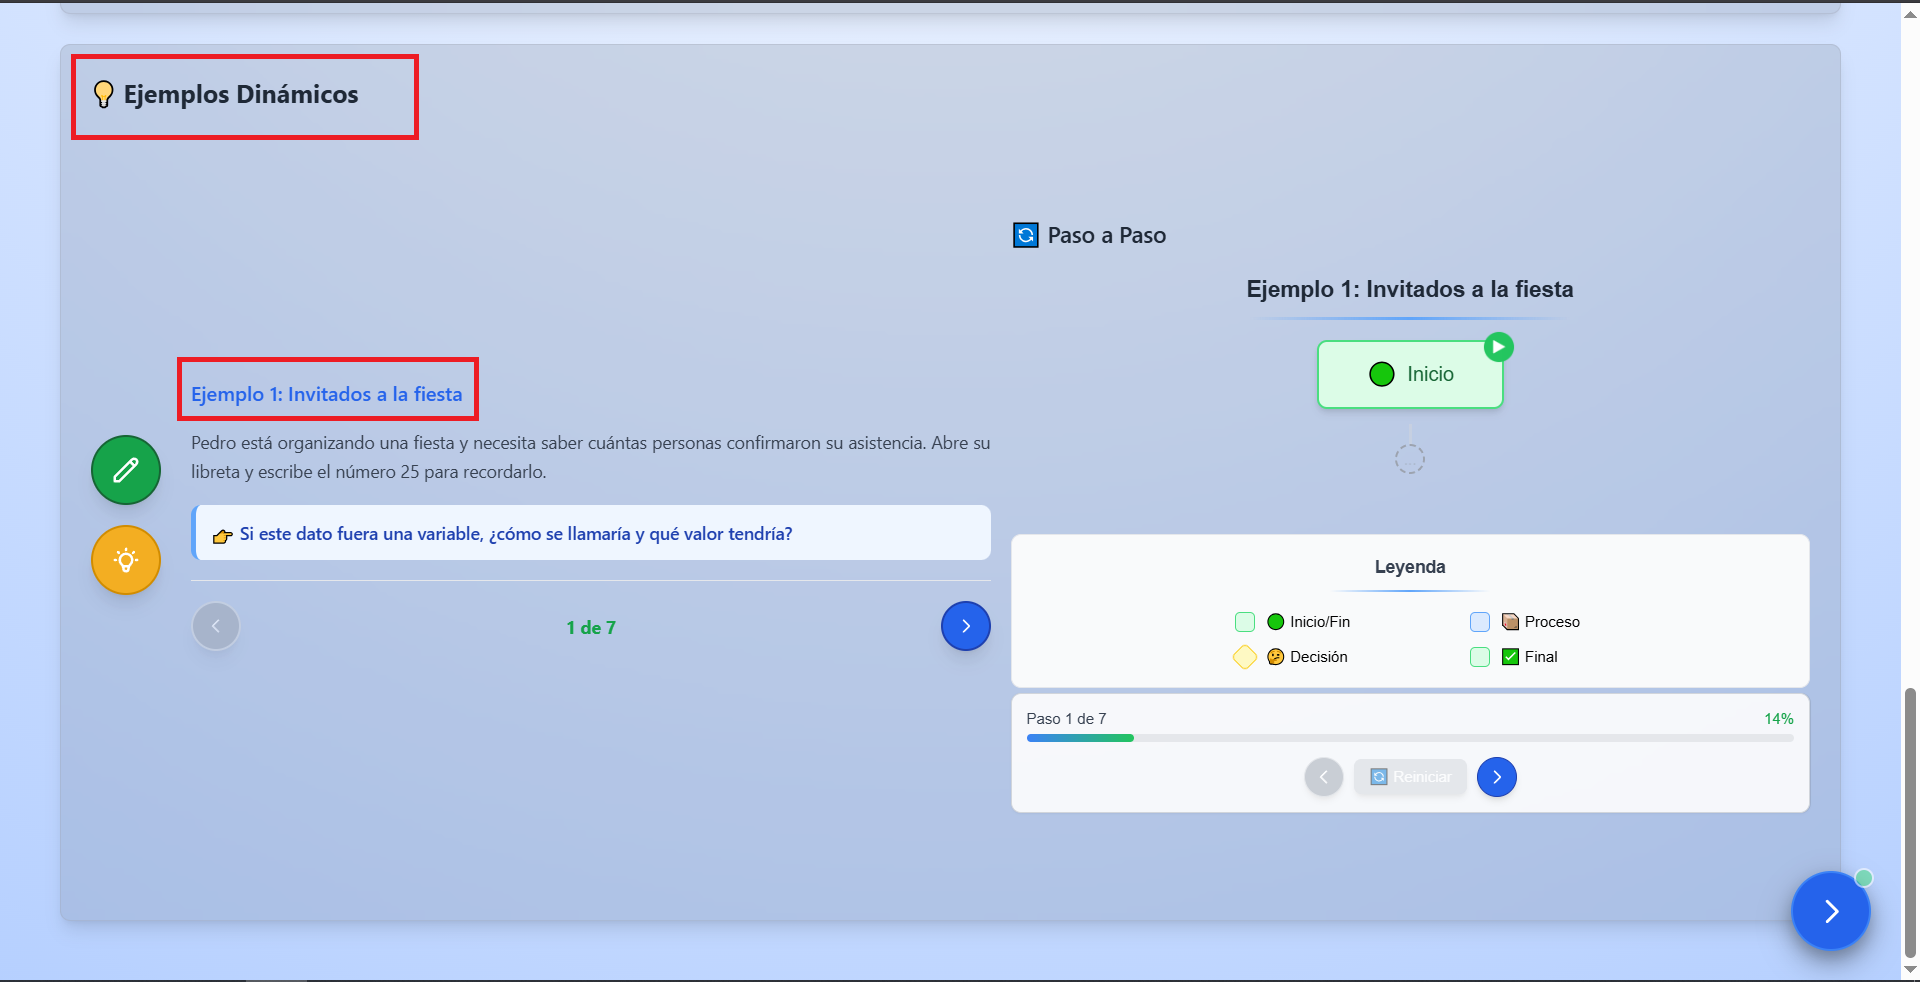 Ejemplos Dinámicos
Ejemplo 1: Invitados a la fiesta
Pedro está organizando una fiesta y necesita saber cuántas personas confirmaron su asistencia. Abre su
libreta y escribe el número 25 para recordarlo.
👉 Si este dato fuera una variable, ¿cómo se llamaría y qué valor tendría?
1 de 7
Paso a Paso
Ejemplo 1: Invitados a la fiesta
Inicio
Leyenda
Inicio/Fin
Proceso
Decisión
Final
Paso 1 de 7
14%
Reiniciar